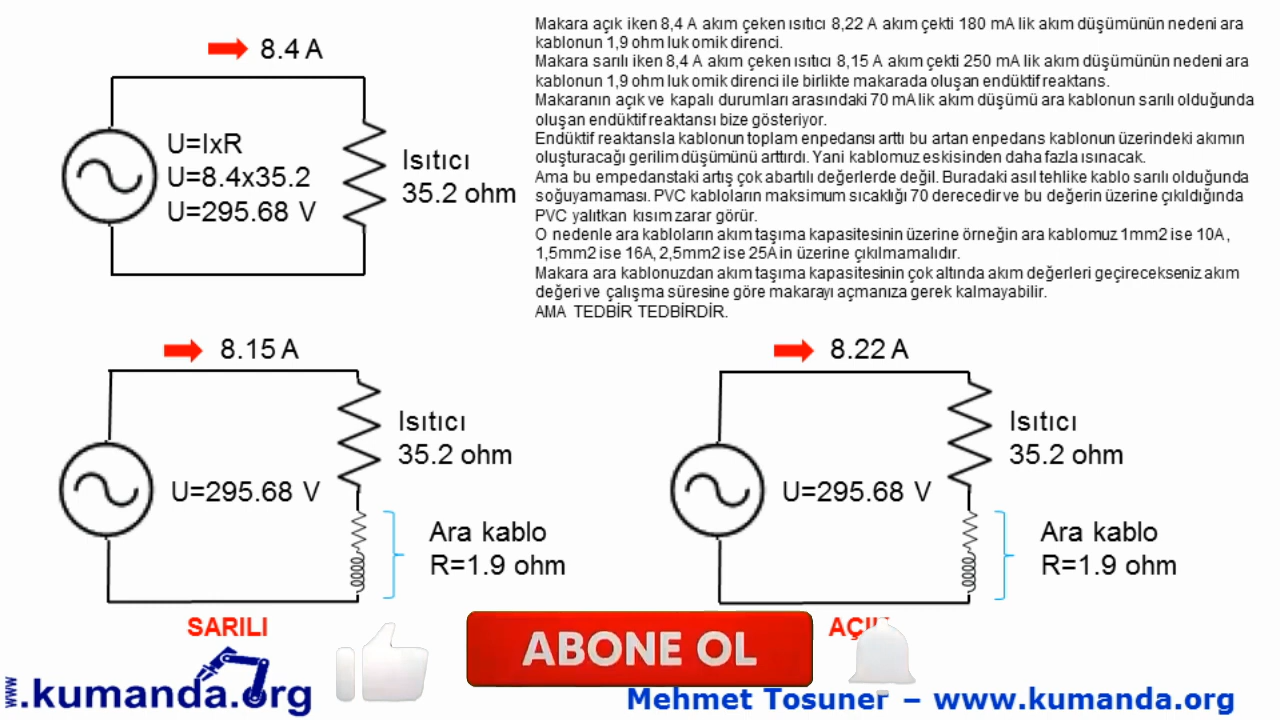 8.4 A
U=IxR
U=8.4x35.2
U=295.68 V
Isıtıcı
35.2 ohm
Makara açık iken 8,4 A akım çeken ısıtıcı 8,22 A akım çekti 180 mA lik akım düşümünün nedeni ara
kablonun 1,9 ohm luk omik direnci.
Makara sarılı iken 8,4 A akım çeken ısıtıcı 8,15 A akım çekti 250 mA lik akım düşümünün nedeni ara
kablonun 1,9 ohm luk omik direnci ile birlikte makarada oluşan endüktif reaktans.
Makaranın açık ve kapalı durumları arasındaki 70 mA lik akım düşümü ara kablonun sarılı olduğunda
oluşan endüktif reaktansı bize gösteriyor.
Endüktif reaktansla kablonun toplam enpedansı arttı bu artan enpedans kablonun üzerindeki akımın
oluşturacağı gerilim düşümünü arttırdı. Yani kablomuz eskisinden daha fazla ısınacak.
Ama bu empedanstaki artış çok abartılı değerlerde değil. Buradaki asıl tehlike kablo sarılı olduğunda
soğuyamaması. PVC kabloların maksimum sıcaklığı 70 derecedir ve bu değerin üzerine çıkıldığında
PVC yalıtkan kısım zarar görür.
O nedenle ara kabloların akım taşıma kapasitesinin üzerine örneğin ara kablomuz 1mm2 ise 10A,
1,5mm2 ise 16A, 2,5mm2 ise 25A in üzerine çıkılmamalıdır.
Makara ara kablonuzdan akım taşıma kapasitesinin çok altında akım değerleri geçirecekseniz akım
değeri ve çalışma süresine göre makarayı açmanıza gerek kalmayabilir.
AMA TEDBİR TEDBİRDİR.
8.15 A
Isıtıcı
35.2 ohm
U=295.68 V
Ara kablo
R=1.9 ohm
SARILI
8.22 A
Isıtıcı
35.2 ohm
U=295.68 V
Ara kablo
R=1.9 ohm
ABONE OL
www.kumanda.org
Mehmet Tosuner – www.kumanda.org